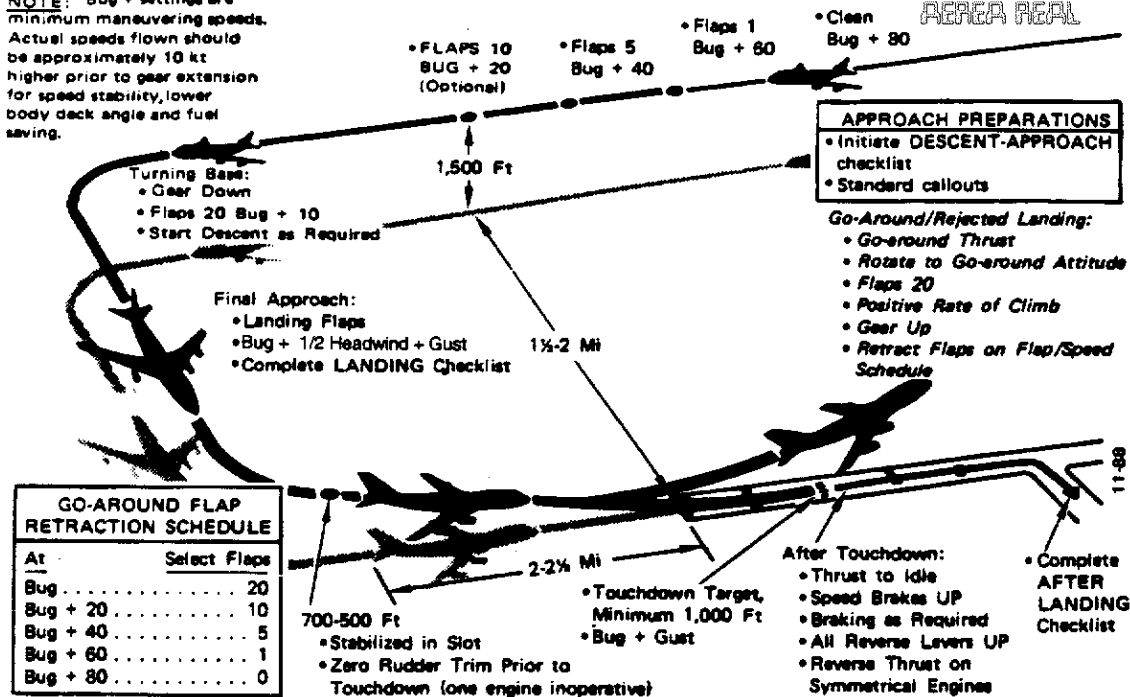 NOTE: Bug + settings are
minimum maneuvering speeds.
Actual speeds flown should
be approximately 10 kt
higher prior to gear extension
for speed stability, lower
body deck angle and fuel
saving.
• FLAPS 10
BUG + 20
(Optional)
• Flaps 5
Bug + 40
• Flaps 1
Bug + 60
• Clean
Bug + 80
AEREA REAL
APPROACH PREPARATIONS
• Initiate DESCENT-APPROACH
checklist
• Standard callouts
1,500 Ft
Turning Base:
• Gear Down
• Flaps 20 Bug + 10
• Start Descent as Required
Go-Around/Rejected Landing:
• Go-around Thrust
• Rotate to Go-around Attitude
• Flaps 20
• Positive Rate of Climb
• Gear Up
• Retract Flaps on Flap/Speed
Schedule
Final Approach:
• Landing Flaps
• Bug + 1/2 Headwind + Gust
• Complete LANDING Checklist
1½-2 Mi
11-88
GO-AROUND FLAP
RETRACTION SCHEDULE
At Select Flaps
Bug . . . . . . . . . . . . . 20
Bug + 20 . . . . . . . . . . 10
Bug + 40 . . . . . . . . . . 5
Bug + 60 . . . . . . . . . . 1
Bug + 80 . . . . . . . . . . 0
2-2½ Mi
700-500 Ft
• Stabilized in Slot
• Zero Rudder Trim Prior to
Touchdown (one engine inoperative)
• Touchdown Target,
Minimum 1,000 Ft
• Bug + Gust
After Touchdown:
• Thrust to Idle
• Speed Brakes UP
• Braking as Required
• All Reverse Levers UP
• Reverse Thrust on
Symmetrical Engines
• Complete
AFTER
LANDING
Checklist